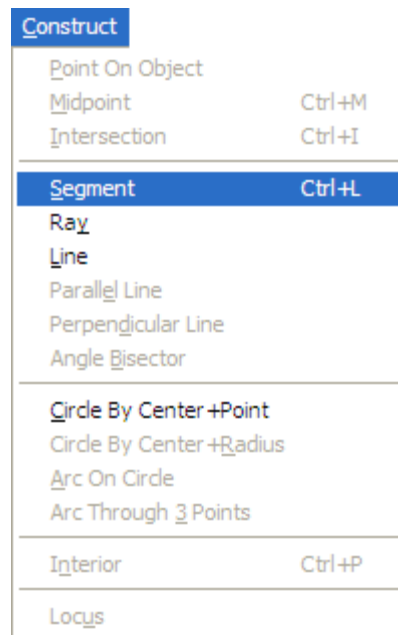 Construct
Point On Object
Midpoint Ctrl+M
Intersection Ctrl+I
Segment Ctrl+L
Ray
Line
Parallel Line
Perpendicular Line
Angle Bisector
Circle By Center+Point
Circle By Center+Radius
Arc On Circle
Arc Through 3 Points
Interior Ctrl+P
Locus